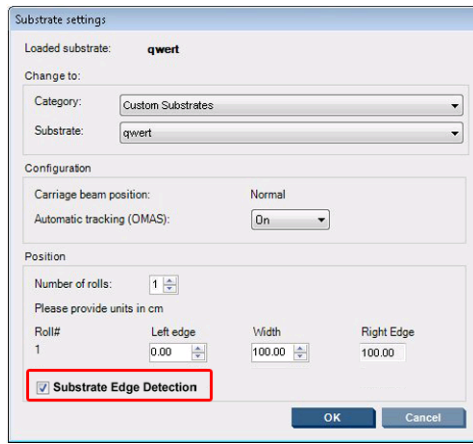 Substrate settings
Loaded substrate: qwert
Change to:
Category: Custom Substrates
Substrate: qwert
Configuration
Carriage beam position: Normal
Automatic tracking (OMAS): On
Position
Number of rolls: 1
Please provide units in cm
Roll# Left edge Width Right Edge
1 0.00 100.00 100.00
Substrate Edge Detection
OK Cancel